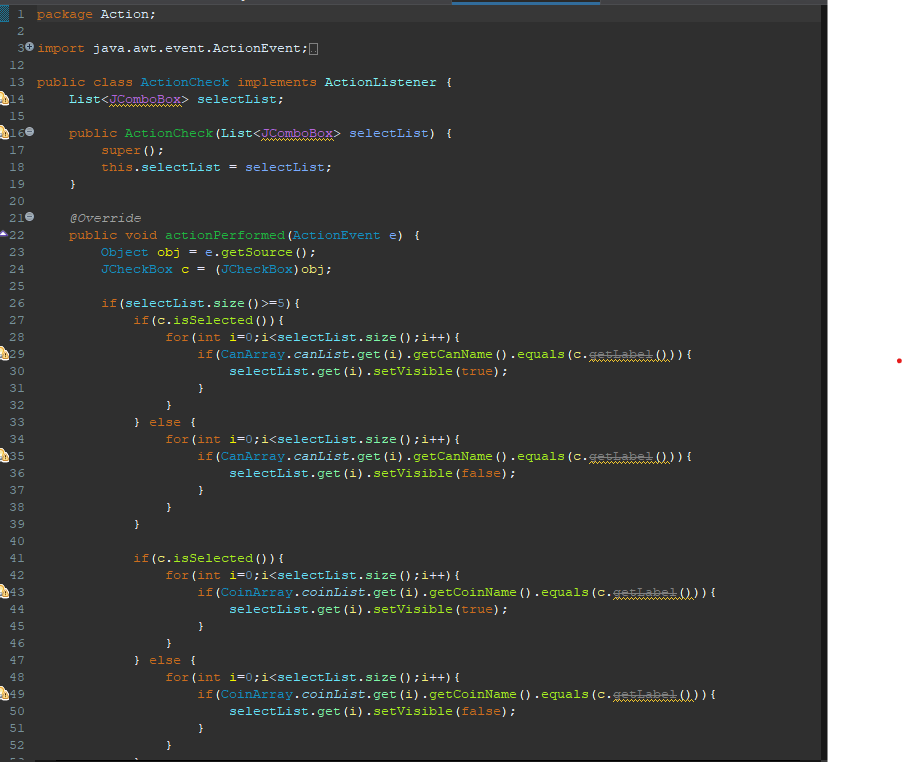 1 package Action;
2
3 import java.awt.event.ActionEvent;
12
13 public class ActionCheck implements ActionListener {
14 List<JComboBox> selectList;
15
16 public ActionCheck(List<JComboBox> selectList) {
17 super();
18 this.selectList = selectList;
19 }
20
21 @Override
22 public void actionPerformed(ActionEvent e) {
23 Object obj = e.getSource();
24 JCheckBox c = (JCheckBox)obj;
25
26 if(selectList.size()>=5){
27 if(c.isSelected()){
28 for(int i=0;i<selectList.size();i++){
29 if(CanArray.canList.get(i).getCanName().equals(c.getLabel())){
30 selectList.get(i).setVisible(true);
31 }
32 }
33 } else {
34 for(int i=0;i<selectList.size();i++){
35 if(CanArray.canList.get(i).getCanName().equals(c.getLabel())){
36 selectList.get(i).setVisible(false);
37 }
38 }
39 }
40
41 if(c.isSelected()){
42 for(int i=0;i<selectList.size();i++){
43 if(CoinArray.coinList.get(i).getCoinName().equals(c.getLabel())){
44 selectList.get(i).setVisible(true);
45 }
46 }
47 } else {
48 for(int i=0;i<selectList.size();i++){
49 if(CoinArray.coinList.get(i).getCoinName().equals(c.getLabel())){
50 selectList.get(i).setVisible(false);
51 }
52 }